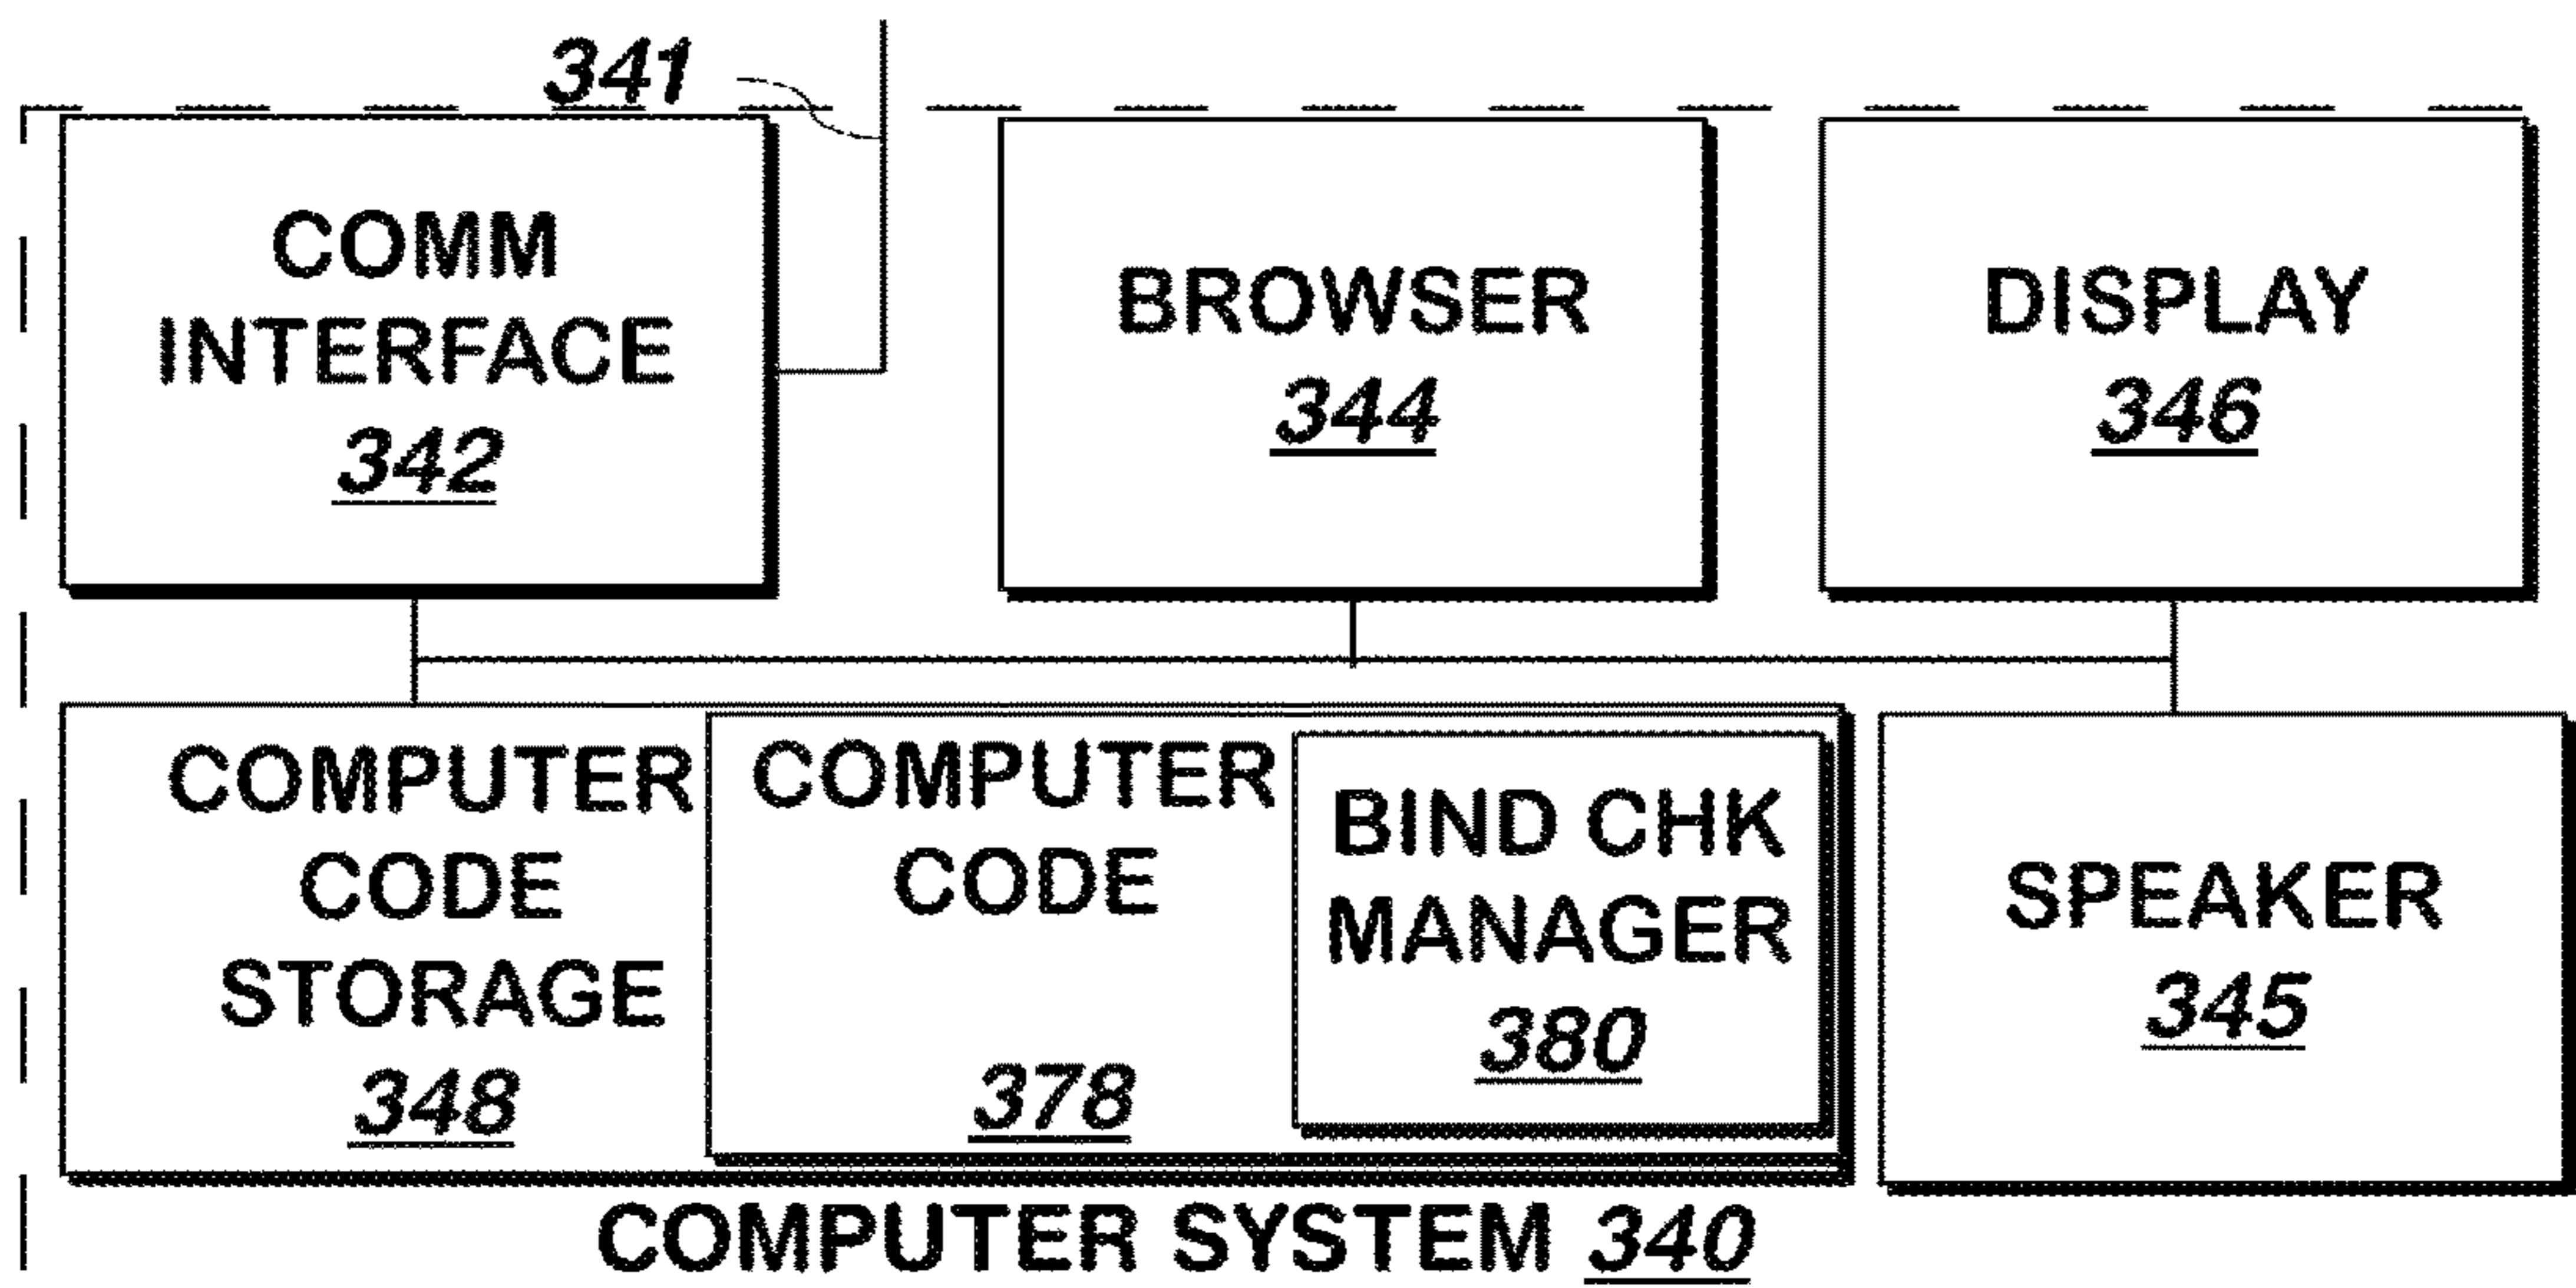 341
COMM
INTERFACE
342
BROWSER
344
DISPLAY
346
COMPUTER
CODE
STORAGE
348
COMPUTER
CODE
378
BIND CHK
MANAGER
380
SPEAKER
345
COMPUTER SYSTEM 340